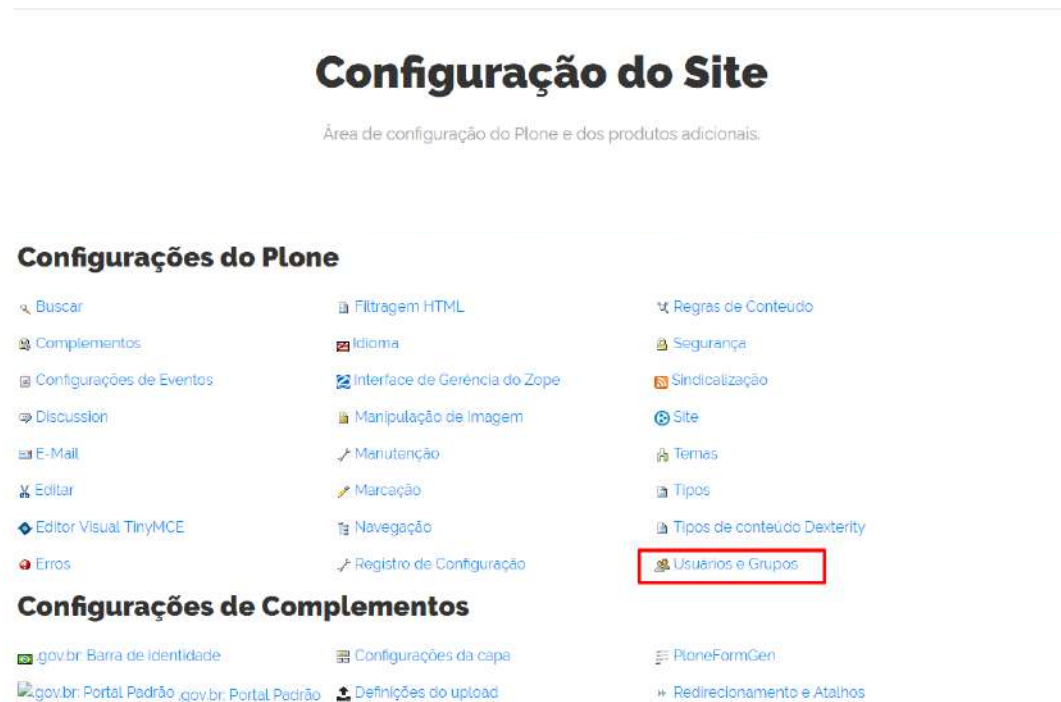 Configuração do Site
Área de configuração do Plone e dos produtos adicionais.
Configurações do Plone
Buscar
Filtragem HTML
Regras de Conteúdo
Complementos
Idioma
Segurança
Configurações de Eventos
Interface de Gerência do Zope
Sindicalização
Discussion
Manipulação de Imagem
Site
E-Mail
Manutenção
Temas
Editar
Marcação
Tipos
Editor Visual TinyMCE
Navegação
Tipos de conteúdo Dexterity
Erros
Registro de Configuração
Usuários e Grupos
Configurações de Complementos
.gov.br: Barra de identidade
Configurações da capa
PloneFormGen
.gov.br: Portal Padrão .gov.br: Portal Padrão
Definições do upload
Redirecionamento e Atalhos